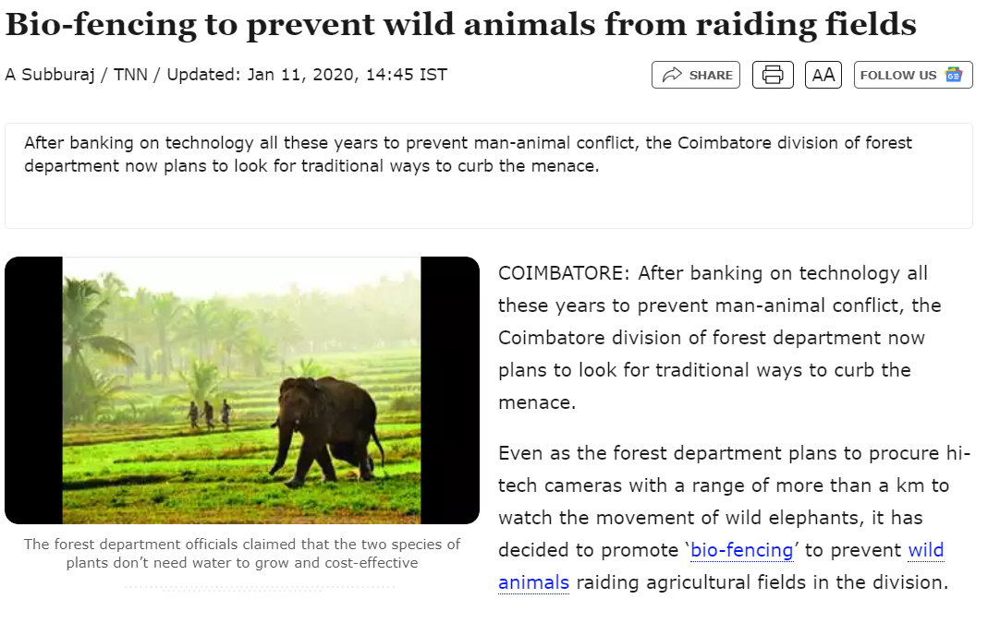 Bio-fencing to prevent wild animals from raiding fields
A Subburaj / TNN / Updated: Jan 11, 2020, 14:45 IST
SHARE
AA
FOLLOW US
GE
After banking on technology all these years to prevent man-animal conflict, the Coimbatore division of forest
department now plans to look for traditional ways to curb the menace.
The forest department officials claimed that the two species of
plants don’t need water to grow and cost-effective
COIMBATORE: After banking on technology all
these years to prevent man-animal conflict, the
Coimbatore division of forest department now
plans to look for traditional ways to curb the
menace.
Even as the forest department plans to procure hi-
tech cameras with a range of more than a km to
watch the movement of wild elephants, it has
decided to promote ‘bio-fencing’ to prevent wild
animals raiding agricultural fields in the division.